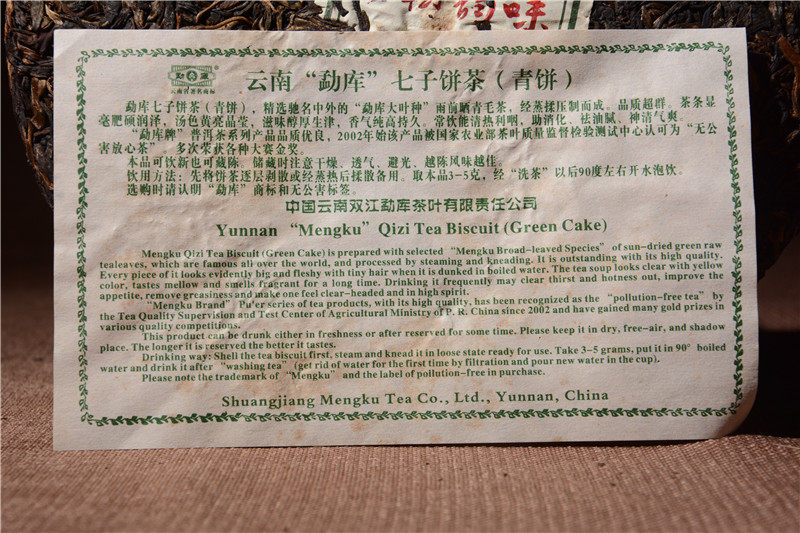 味
勐库
云南省著名商标
云南“勐库”七子饼茶（青饼）
勐库七子饼茶（青饼），精选驰名中外的“勐库大叶种”雨前晒青毛茶，经蒸揉压制而成。品质超群。茶条显
毫肥硕润泽，汤色黄亮晶莹，滋味醇厚生津，香气纯高持久。常饮能清热利咽、助消化、祛油腻、神清气爽。
“勐库牌”普洱茶系列产品品质优良，2002年始该产品被国家农业部茶叶质量监督检验测试中心认可为“无公
害放心茶”，多次荣获各种大赛金奖。
本品可饮新也可藏陈，储藏时注意干燥、透气、避光、越陈风味越佳。
饮用方法：先将饼茶逐层剥散或经蒸热后揉散备用。取本品3-5克，经“洗茶”以后90度左右开水泡饮。
选购时请认明“勐库”商标和无公害标签。
中国云南双江勐库茶叶有限责任公司
Yunnan “Mengku” Qizi Tea Biscuit (Green Cake)
Mengku Qizi Tea Biscuit (Green Cake) is prepared with selected “Mengku Broad-leaved Species” of sun-dried green raw
tealeaves, which are famous all over the world, and processed by steaming and kneading. It is outstanding with its high quality.
Every piece of it looks evidently big and fleshy with tiny hair when it is dunked in boiled water. The tea soup looks clear with yellow
color, tastes mellow and smells fragrant for a long time. Drinking it frequently may clear thirst and hotness out, improve the
appetite, remove greasiness and make one feel clear-headed and in high spirit.
“Mengku Brand” Pu'er series of tea products, with its high quality, has been recognized as the “pollution-free tea” by
the Tea Quality Supervision and Test Center of Agricultural Ministry of P. R. China since 2002 and have gained many gold prizes in
various quality competitions.
This product can be drunk either in freshness or after reserved for some time. Please keep it in dry, free-air, and shadow
place. The longer it is reserved the better it tastes.
Drinking way: Shell the tea biscuit first, steam and knead it in loose state ready for use. Take 3-5 grams, put it in 90° boiled
water and drink it after “washing tea” (get rid of water for the first time by filtration and pour new water in the cup).
Please note the trademark of “Mengku” and the label of pollution-free in purchase.
Shuangjiang Mengku Tea Co., Ltd., Yunnan, China